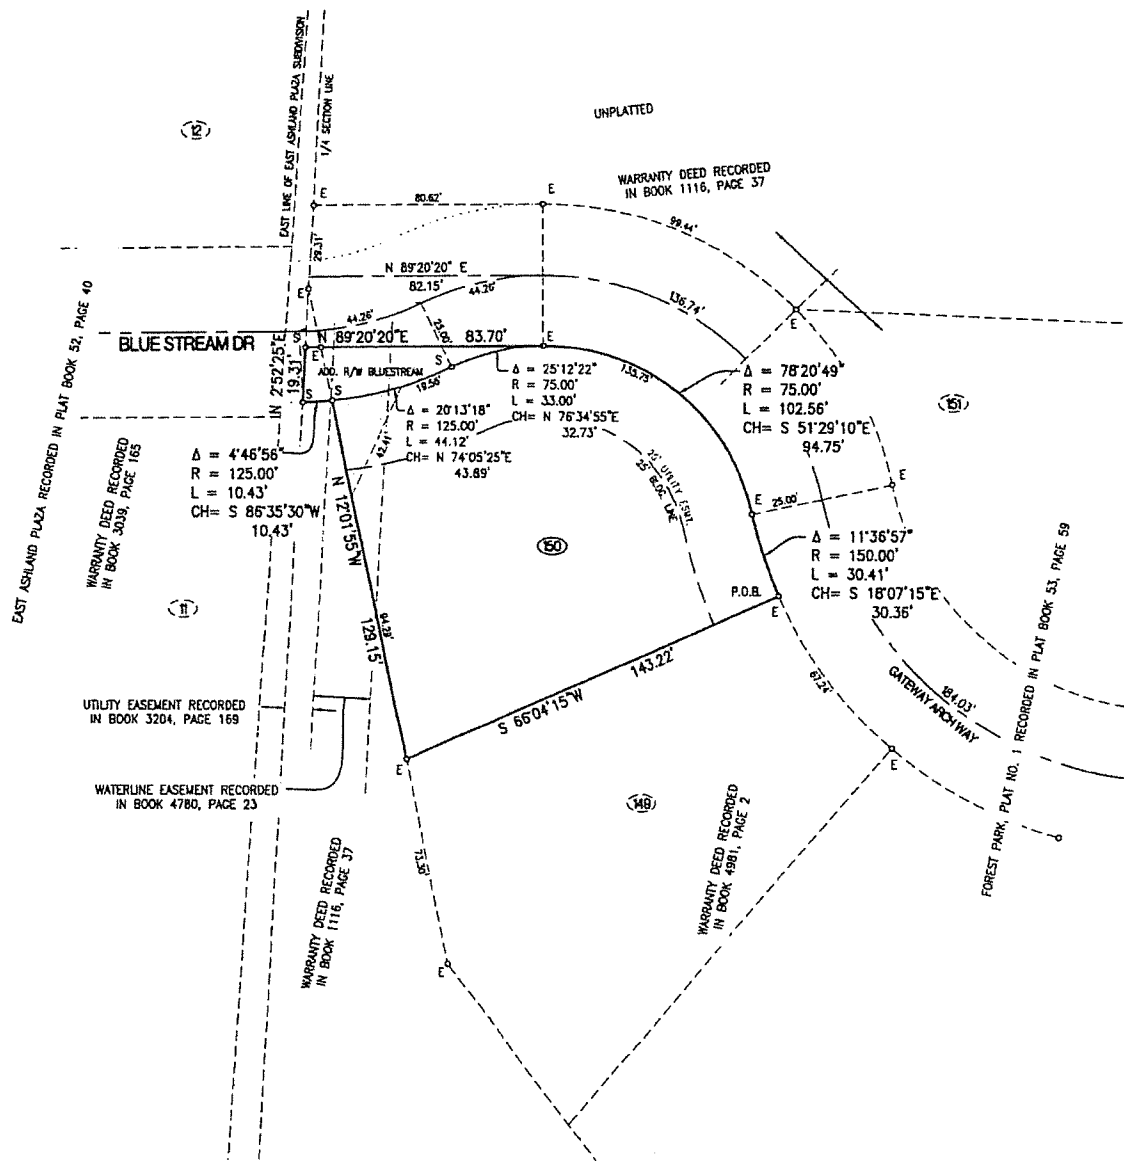 EAST LINE OF EAST ASHLAND PLAZA SUBDIVISION
1/4 SECTION LINE
UNPLATTED
WARRANTY DEED RECORDED
IN BOOK 1116, PAGE 37
E
80.62'
E
99.44'
29.31'
N 89°20'20" E
82.15'
44.26'
E
136.74'
E
EAST ASHLAND PLAZA RECORDED IN PLAT BOOK 52, PAGE 40
BLUE STREAM DR
44.26'
25.00'
S
E
N 89°20'20"E
83.70'
E
N 2°52'25"E
19.31'
ADD. R/W BLUESTREAM
S
19.56'
135.75'
S
S
Δ = 25°12'22"
R = 75.00'
L = 33.00'
CH= N 76°34'55"E
32.73'
Δ = 78°20'49"
R = 75.00'
L = 102.56'
CH= S 51°29'10"E
94.75'
151
Δ = 20°13'18"
R = 125.00'
L = 44.12'
CH= N 74°05'25"E
43.89'
42.41'
WARRANTY DEED RECORDED
IN BOOK 3039, PAGE 165
Δ = 4°46'56"
R = 125.00'
L = 10.43'
CH= S 86°35'30"W
10.43'
N 12°01'55"W
129.15'
94.29'
25' UTILITY ESMT.
25' BLDG. LINE
E
25.00'
E
150
Δ = 11°36'57"
R = 150.00'
L = 30.41'
CH= S 18°07'15"E
30.36'
P.O.B.
E
11
143.22'
S 66°04'15"W
67.24'
184.03'
GATEWAY ARCH WAY
FOREST PARK, PLAT NO. 1 RECORDED IN PLAT BOOK 53, PAGE 59
UTILITY EASEMENT RECORDED
IN BOOK 3204, PAGE 169
E
E
WATERLINE EASEMENT RECORDED
IN BOOK 4780, PAGE 23
149
WARRANTY DEED RECORDED
IN BOOK 4981, PAGE 2
WARRANTY DEED RECORDED
IN BOOK 1116, PAGE 37
73.30'
E